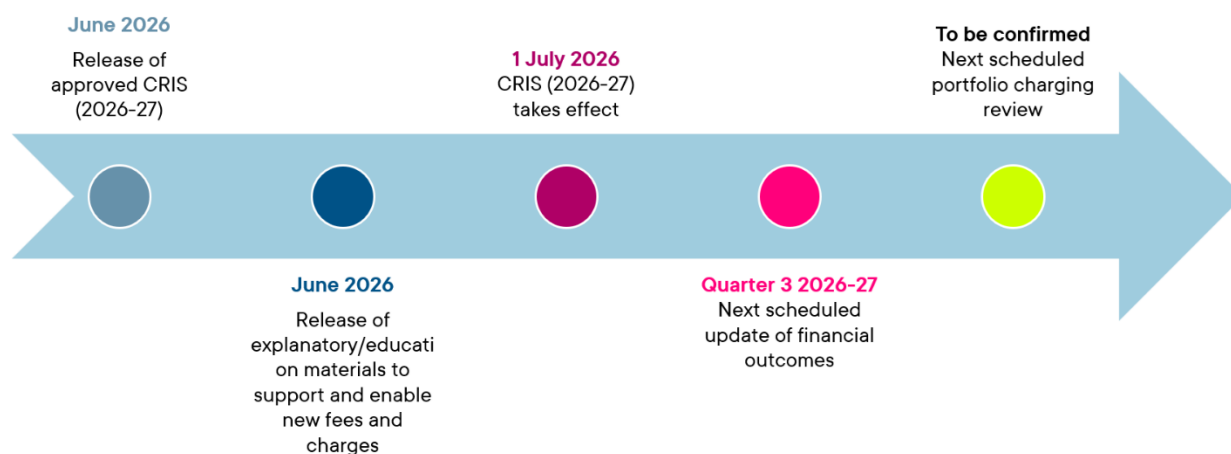 June 2026
Release of
approved CRIS
(2026-27)
June 2026
Release of
explanatory/educati
on materials to
support and enable
new fees and
charges
1 July 2026
CRIS (2026-27)
takes effect
Quarter 3 2026-27
Next scheduled
update of financial
outcomes
To be confirmed
Next scheduled
portfolio charging
review